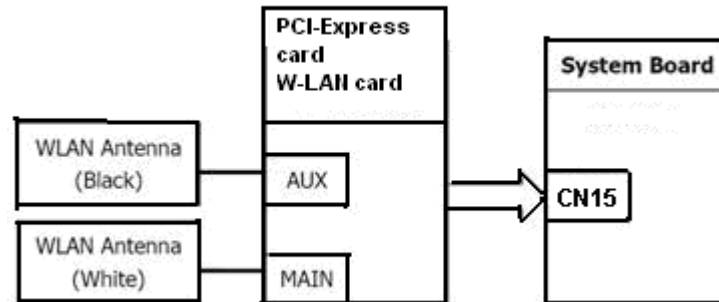 PCI-Express
card
W-LAN card
System Board
WLAN Antenna
(Black)
AUX
CN15
WLAN Antenna
(White)
MAIN